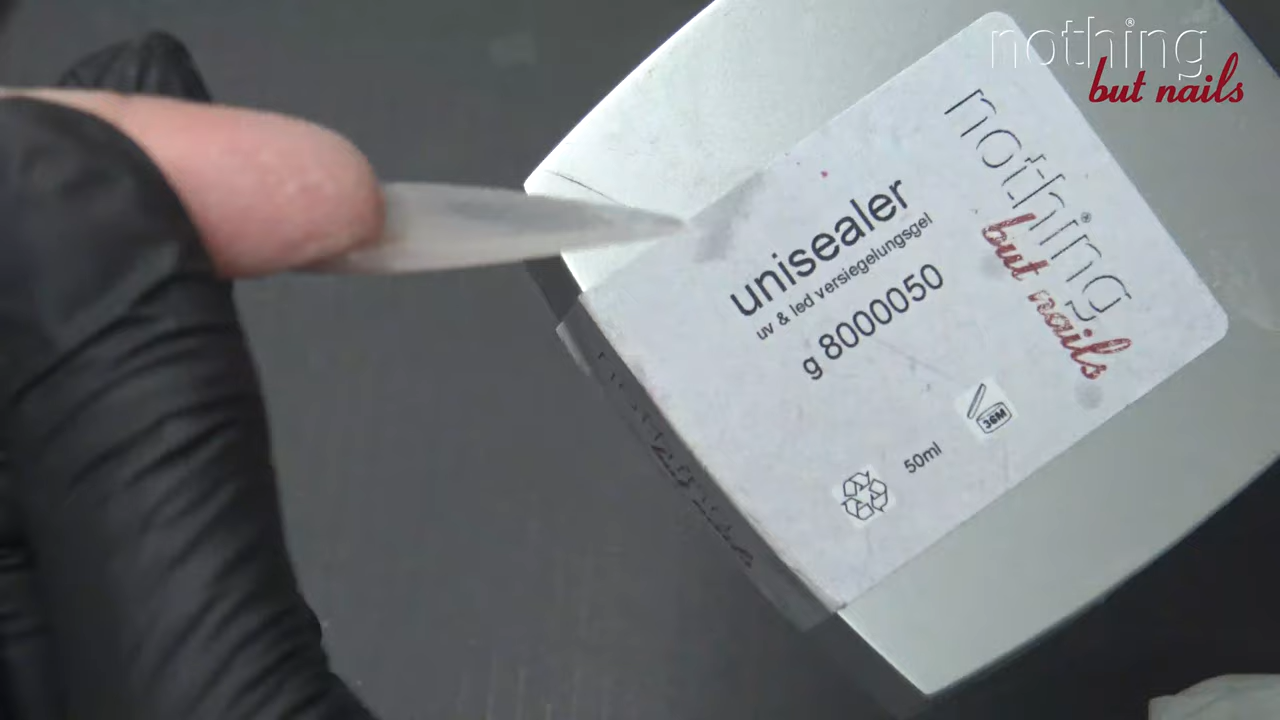 nothing®
but nails
nothing®
but nails
unisealer
uv & led versiegelungsgel
g 8000050
50ml
36M